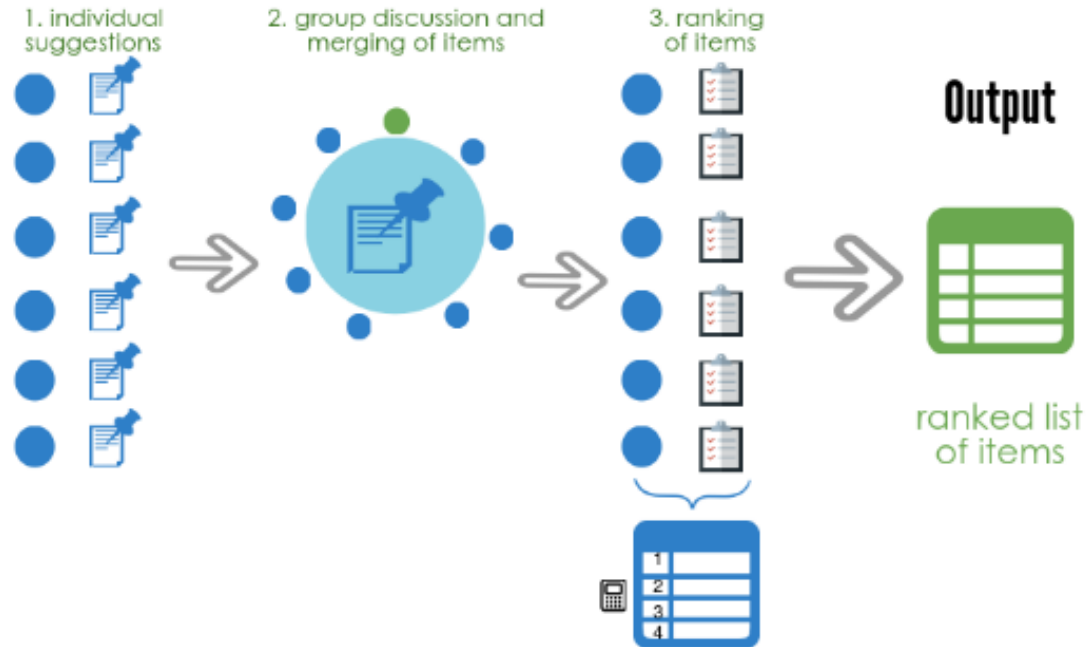 1. individual
suggestions
2. group discussion and
merging of items
3. ranking
of items
Output
ranked list
of items
1
2
3
4